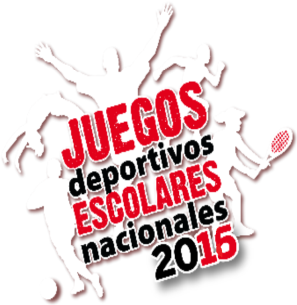 JUEGOS
deportivos
ESCOLARES
nacionales
2016